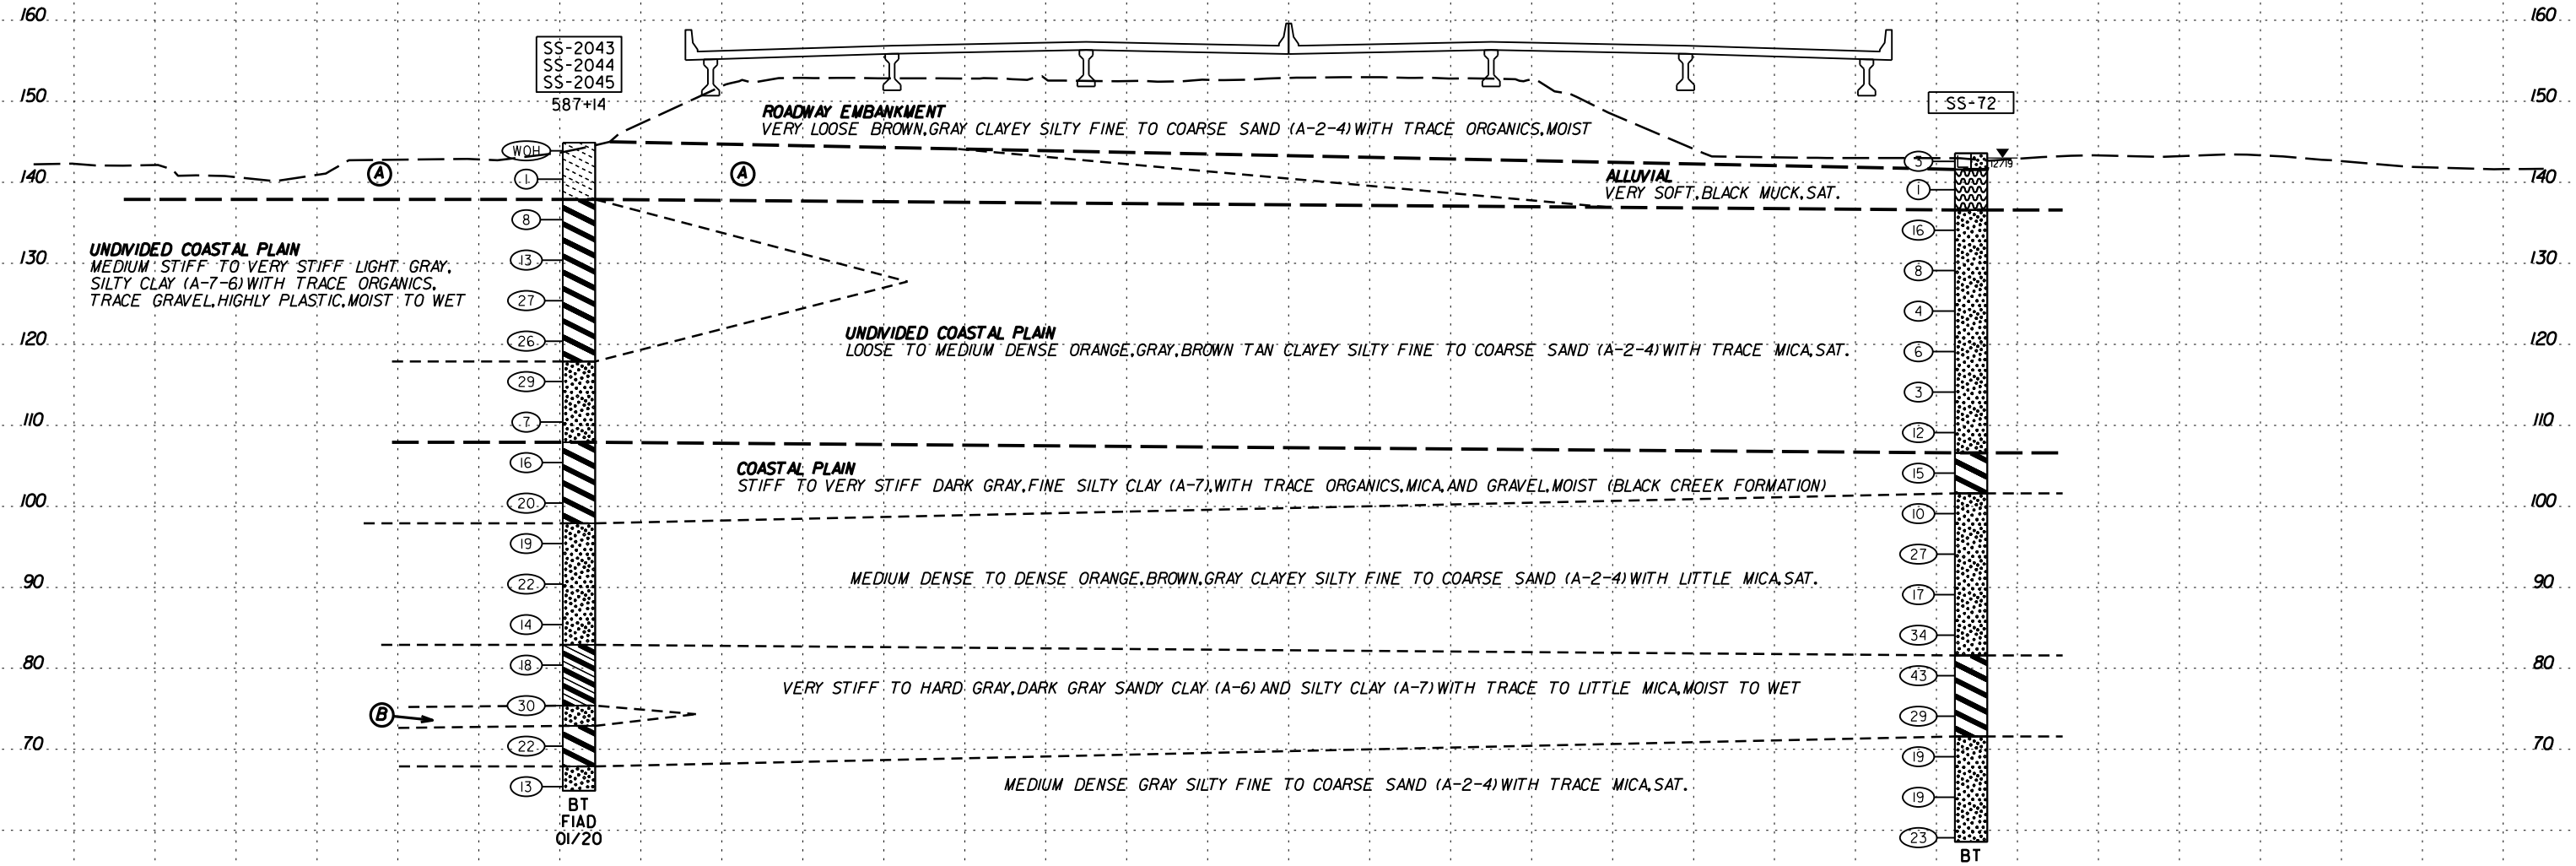 160
160
SS-2043
SS-2044
SS-2045
587+14
150
150
SS-72
ROADWAY EMBANKMENT
VERY LOOSE BROWN,GRAY CLAYEY SILTY FINE TO COARSE SAND (A-2-4) WITH TRACE ORGANICS,MOIST
WOH
3
12/19
A
A
140
140
1
1
ALLUVIAL
VERY SOFT,BLACK MUCK,SAT.
8
16
UNDIVIDED COASTAL PLAIN
MEDIUM STIFF TO VERY STIFF LIGHT GRAY,
SILTY CLAY (A-7-6) WITH TRACE ORGANICS,
TRACE GRAVEL,HIGHLY PLASTIC,MOIST TO WET
130
130
13
8
27
4
UNDIVIDED COASTAL PLAIN
LOOSE TO MEDIUM DENSE ORANGE,GRAY,BROWN TAN CLAYEY SILTY FINE TO COARSE SAND (A-2-4) WITH TRACE MICA,SAT.
120
120
26
6
29
3
110
110
7
12
COASTAL PLAIN
STIFF TO VERY STIFF DARK GRAY,FINE SILTY CLAY (A-7),WITH TRACE ORGANICS,MICA,AND GRAVEL,MOIST (BLACK CREEK FORMATION)
16
15
100
100
20
10
19
27
90
90
MEDIUM DENSE TO DENSE ORANGE,BROWN,GRAY CLAYEY SILTY FINE TO COARSE SAND (A-2-4) WITH LITTLE MICA,SAT.
22
17
14
34
80
80
18
43
VERY STIFF TO HARD GRAY,DARK GRAY SANDY CLAY (A-6) AND SILTY CLAY (A-7) WITH TRACE TO LITTLE MICA,MOIST TO WET
30
29
B
70
70
22
19
MEDIUM DENSE GRAY SILTY FINE TO COARSE SAND (A-2-4) WITH TRACE MICA,SAT.
13
19
BT
FIAD
01/20
23
BT